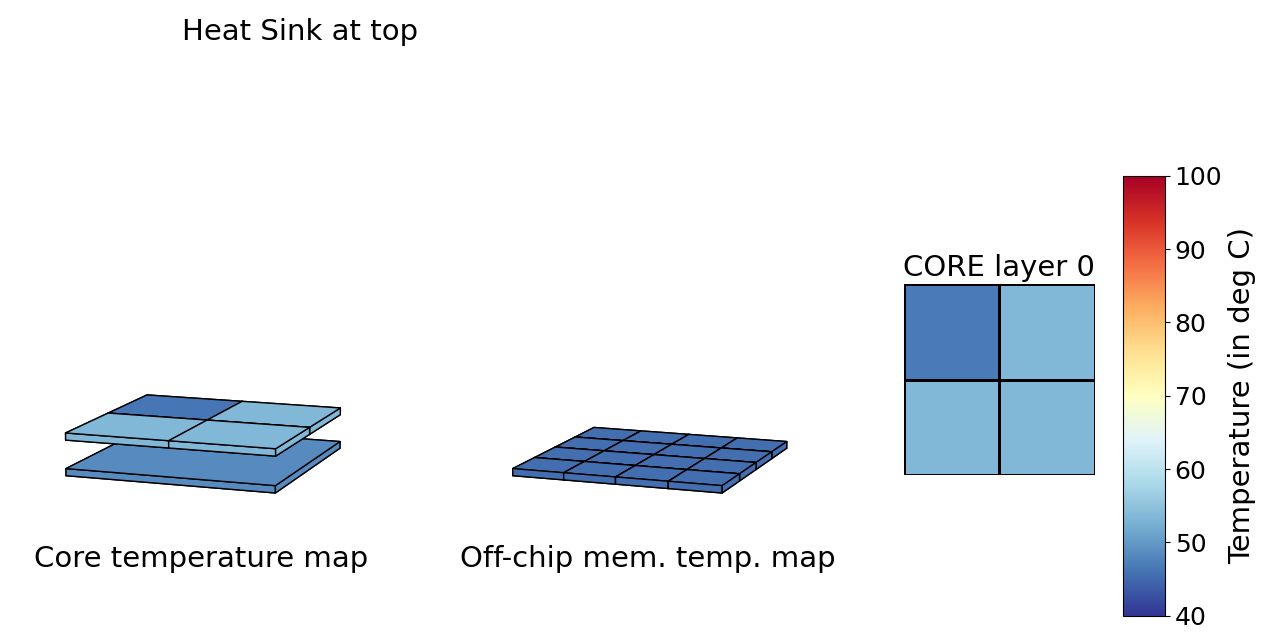 Heat Sink at top
CORE layer 0
Core temperature map
Off-chip mem. temp. map
100
90
80
70
60
50
40
Temperature (in deg C)